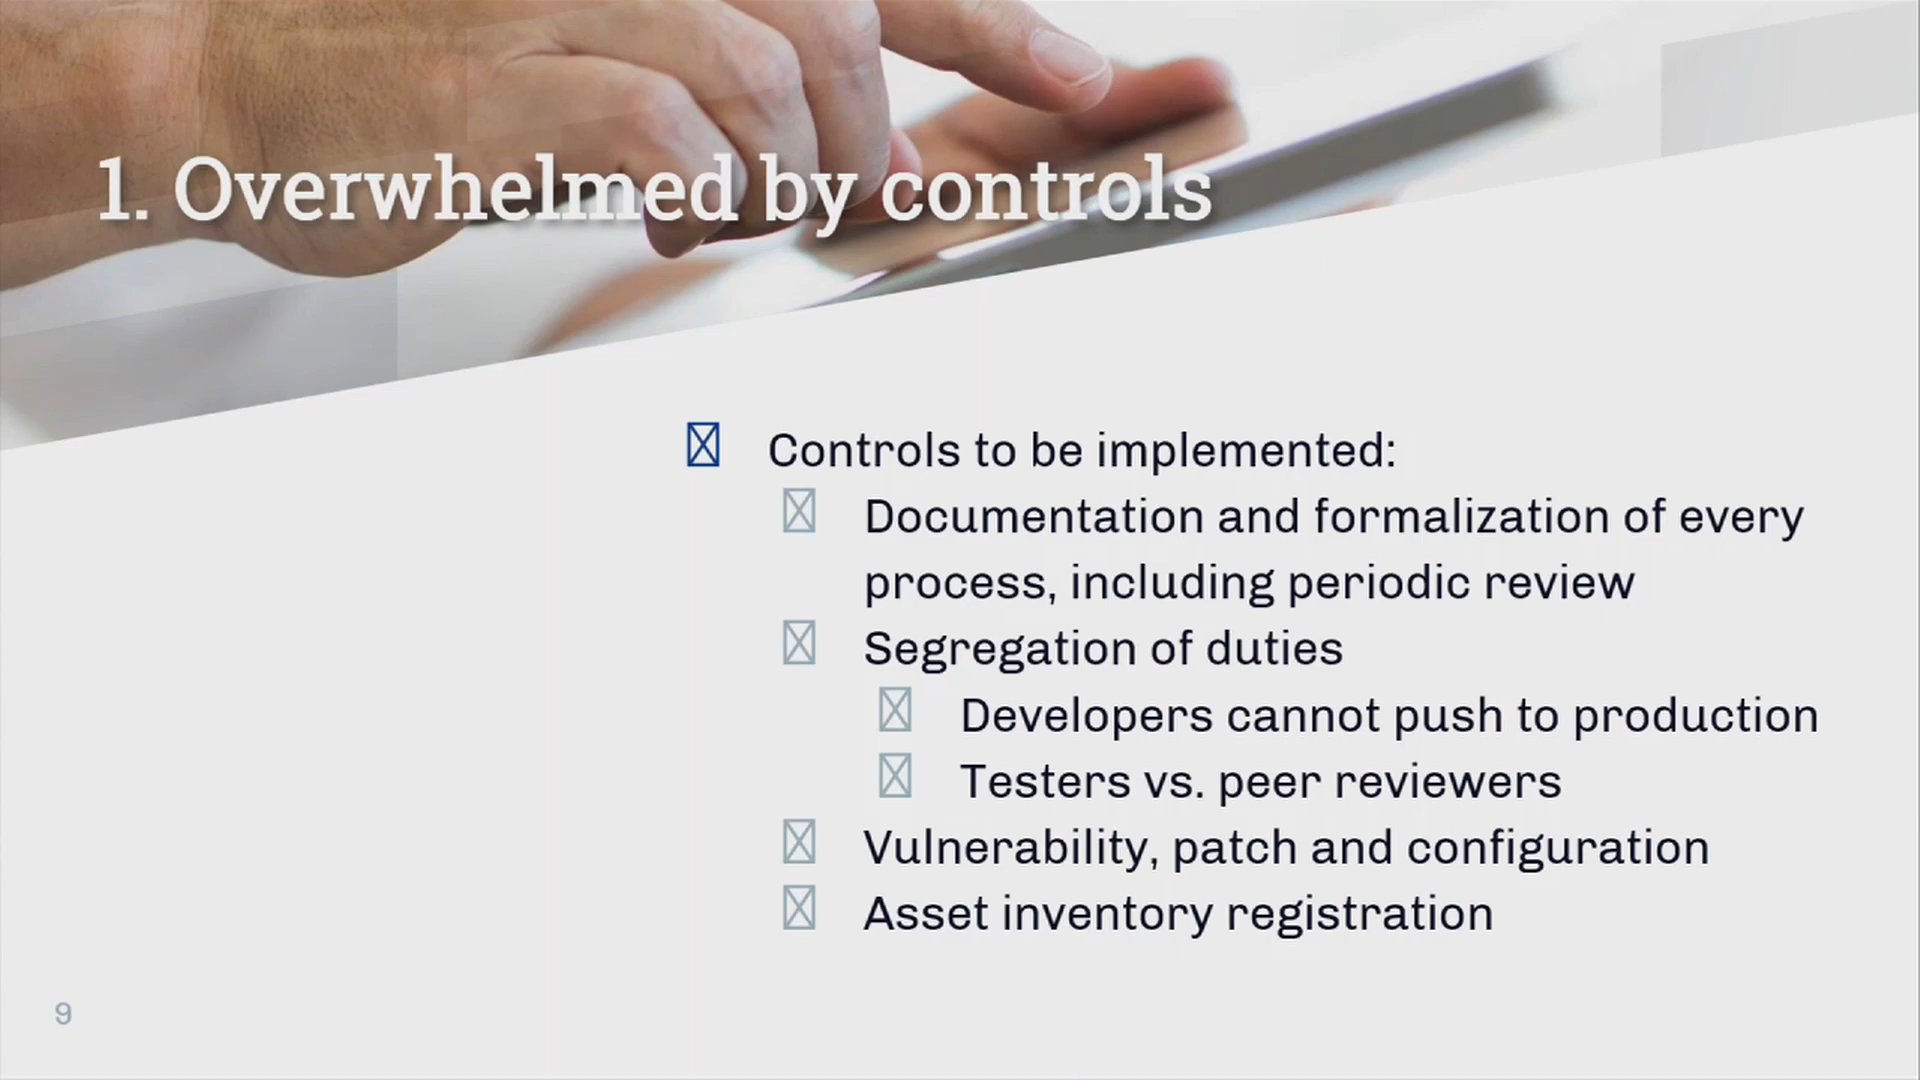 1. Overwhelmed by controls
Controls to be implemented:
Documentation and formalization of every
process, including periodic review
Segregation of duties
Developers cannot push to production
Testers vs. peer reviewers
Vulnerability, patch and configuration
Asset inventory registration
9